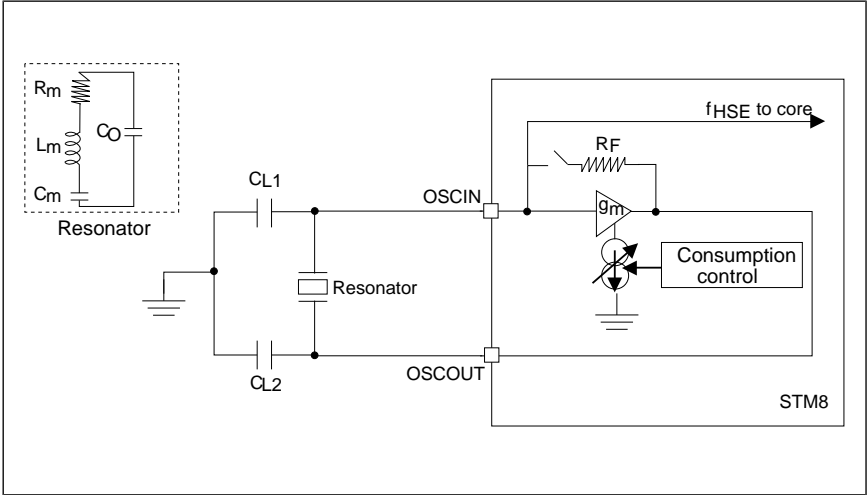 Rm
Lm
CO
Cm
Resonator
CL1
CL2
Resonator
OSCIN
OSCOUT
fHSE to core
RF
gm
Consumption
control
STM8